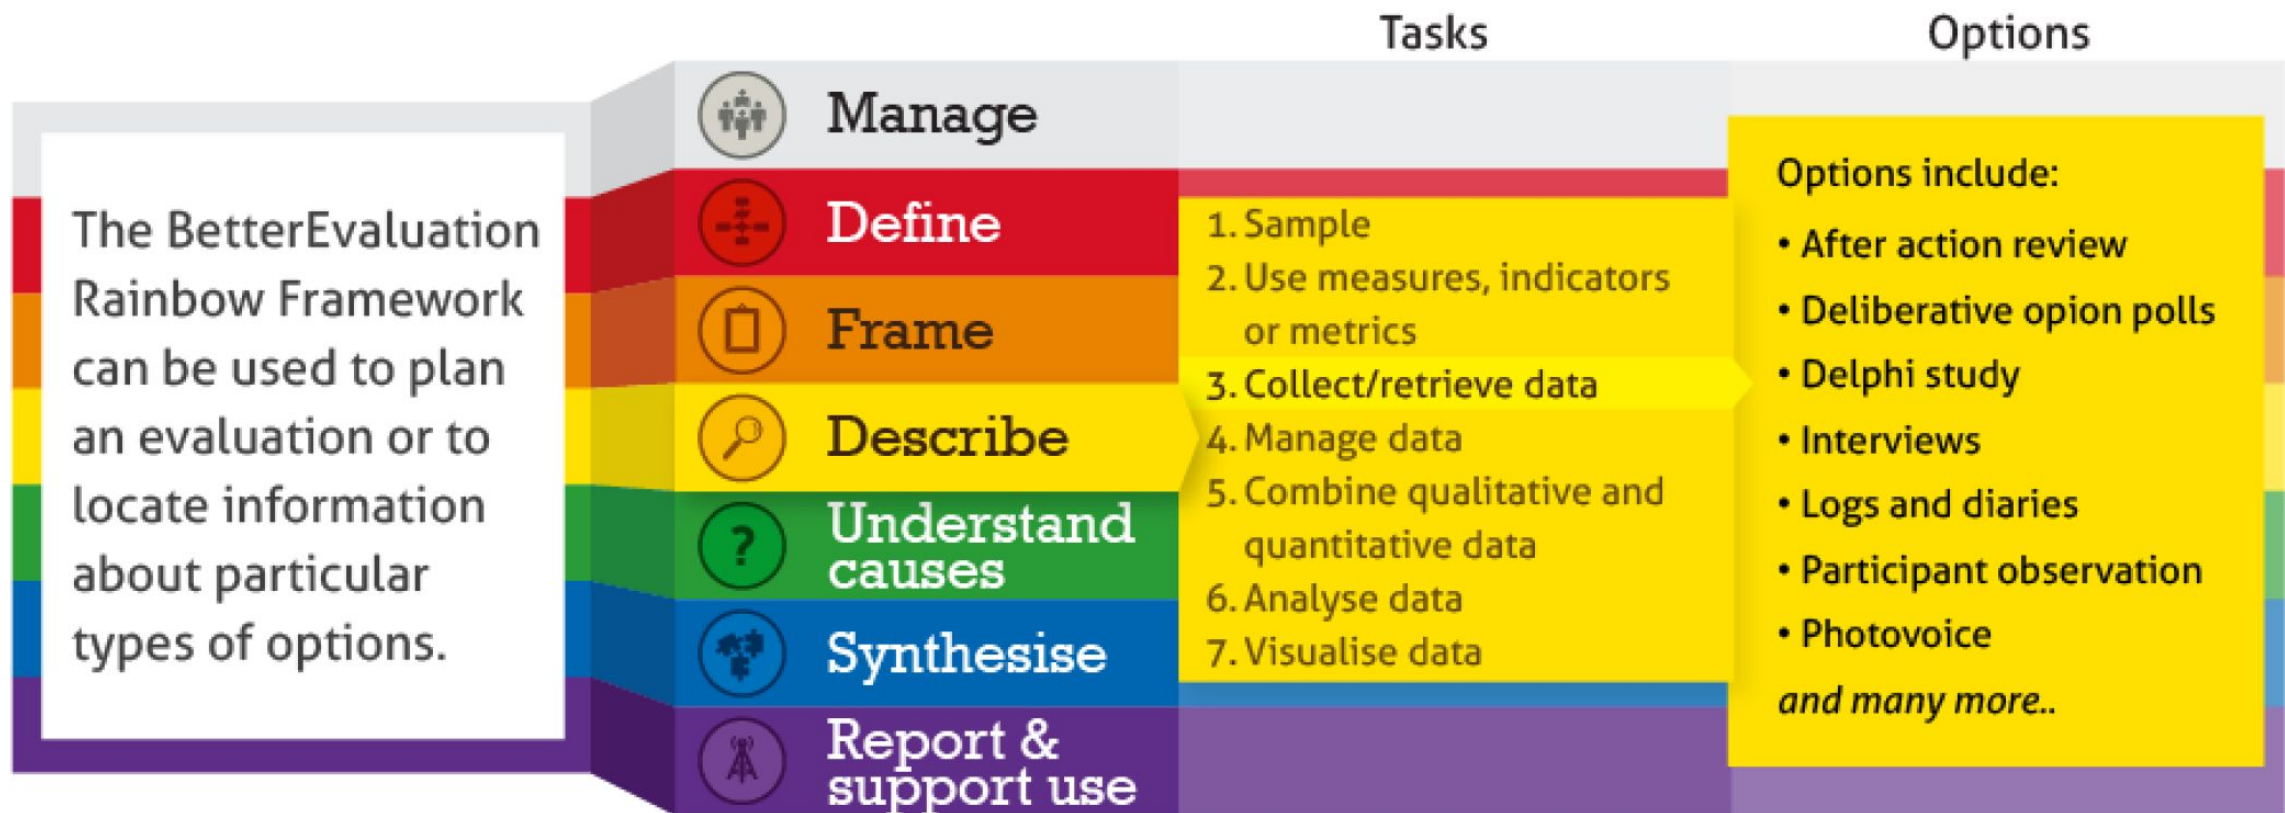 Tasks
Options
The BetterEvaluation
Rainbow Framework
can be used to plan
an evaluation or to
locate information
about particular
types of options.
Manage
Define
Frame
Describe
Understand
causes
Synthesise
Report &
support use
1. Sample
2. Use measures, indicators
or metrics
3. Collect/retrieve data
4. Manage data
5. Combine qualitative and
quantitative data
6. Analyse data
7. Visualise data
Options include:
• After action review
• Deliberative opion polls
• Delphi study
• Interviews
• Logs and diaries
• Participant observation
• Photovoice
and many more..
?